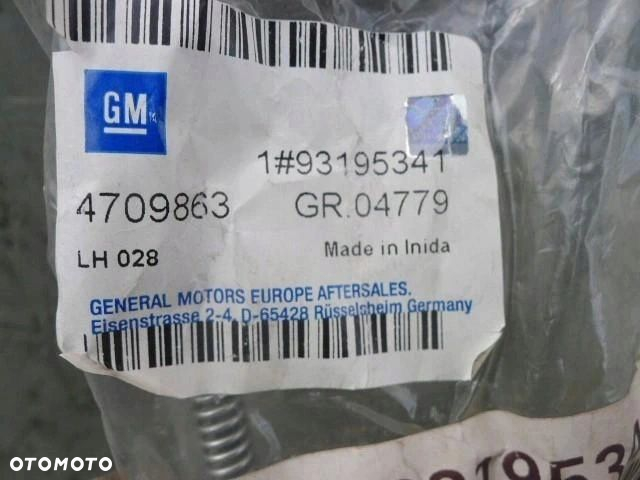 GM
1#93195341
4709863 GR.04779
LH 028 Made in Inida
GENERAL MOTORS EUROPE AFTERSALES.
Eisenstrasse 2-4, D-65428 Rüsselsheim Germany
OTOMOTO